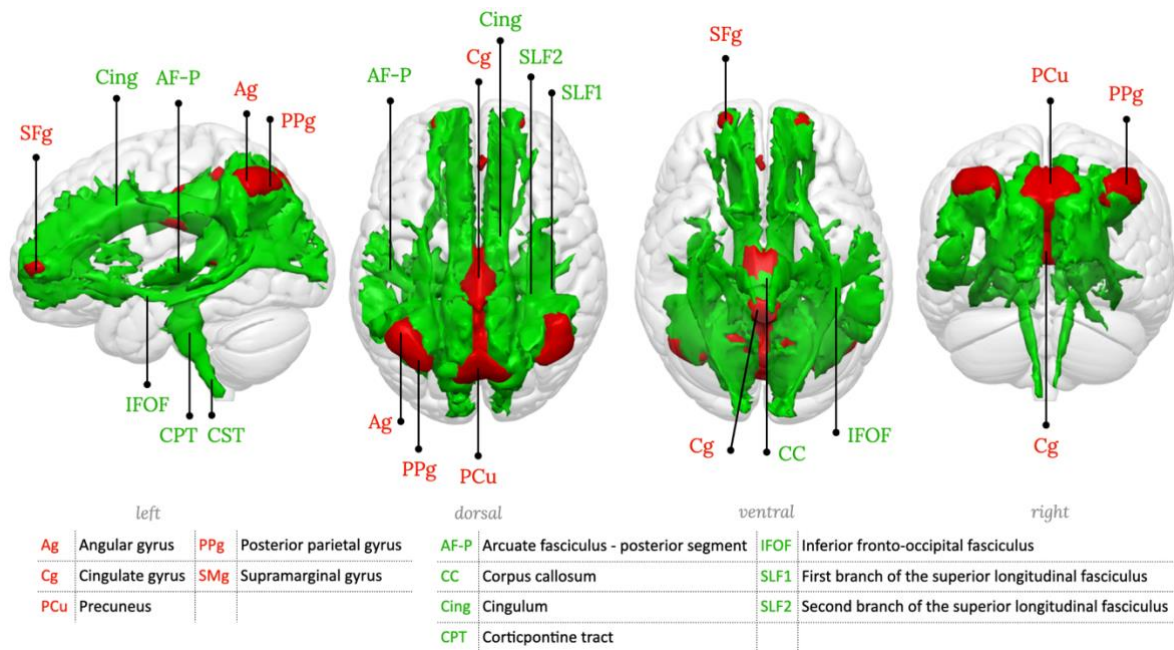 Cing
SFg
Cing
AF-P
Ag
PPg
SFg
AF-P
Cg
SLF2
SLF1
PCu
PPg
IFOF
CPT
CST
Ag
PPg
PCu
Cg
CC
IFOF
Cg
left
dorsal
ventral
right
Ag Angular gyrus PPg Posterior parietal gyrus
Cg Cingulate gyrus SMg Supramarginal gyrus
PCu Precuneus
AF-P Arcuate fasciculus - posterior segment IFOF Inferior fronto-occipital fasciculus
CC Corpus callosum SLF1 First branch of the superior longitudinal fasciculus
Cing Cingulum SLF2 Second branch of the superior longitudinal fasciculus
CPT Corticpontine tract